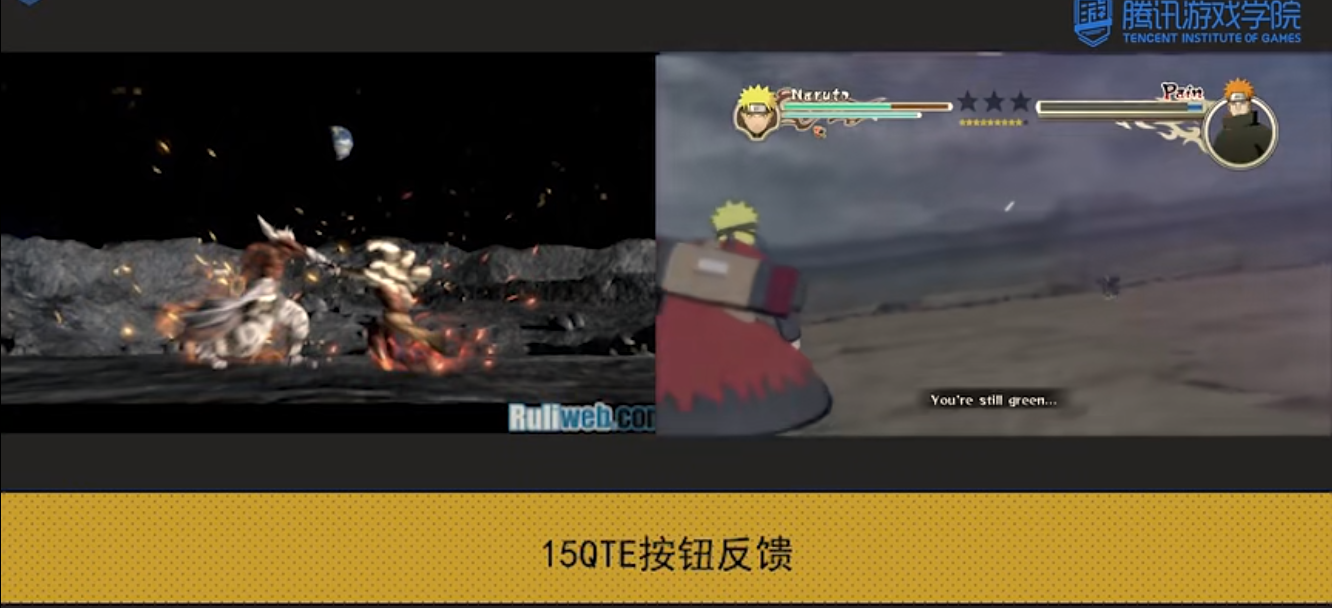 腾讯游戏学院
TENCENT INSTITUTE OF GAMES
Naruto
Pain
You're still green...
Ruliweb.com
15QTE按钮反馈